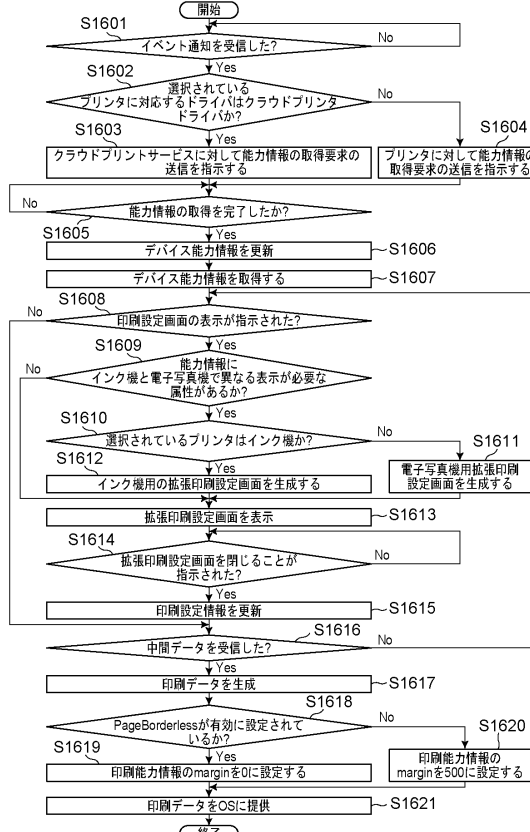 開始
S1601
イベント通知を受信した?
No
Yes
S1602
選択されている
プリンタに対応するドライバはクラウドプリンタ
ドライバか?
No
Yes
S1603
クラウドプリントサービスに対して能力情報の取得要求の
送信を指示する
S1604
プリンタに対して能力情報の
取得要求の送信を指示する
No
能力情報の取得を完了したか?
S1605
Yes
デバイス能力情報を更新
S1606
デバイス能力情報を取得する
S1607
No
S1608
印刷設定画面の表示が指示された?
Yes
No
S1609
能力情報に
インク機と電子写真機で異なる表示が必要な
属性があるか?
Yes
S1610
選択されているプリンタはインク機か?
No
Yes
S1611
電子写真機用拡張印刷
設定画面を生成する
S1612
インク機用の拡張印刷設定画面を生成する
拡張印刷設定画面を表示
S1613
S1614
拡張印刷設定画面を閉じることが
指示された?
No
Yes
印刷設定情報を更新
S1615
S1616
中間データを受信した?
No
Yes
印刷データを生成
S1617
S1618
PageBorderlessが有効に設定されて
いるか?
No
Yes
S1619
印刷能力情報のmarginを0に設定する
S1620
印刷能力情報の
marginを500に設定する
印刷データをOSに提供
S1621
終了